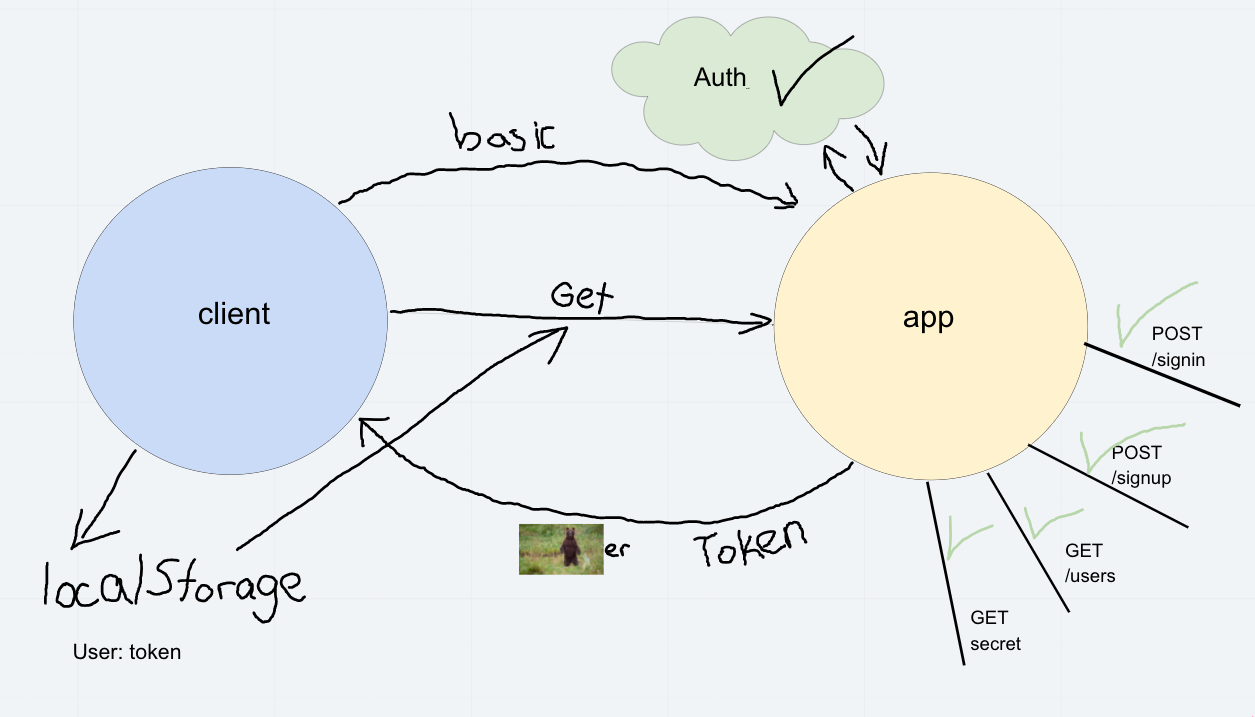 Auth
basic
client
Get
app
POST
/signin
POST
/signup
GET
/users
GET
secret
er Token
localStorage
User: token